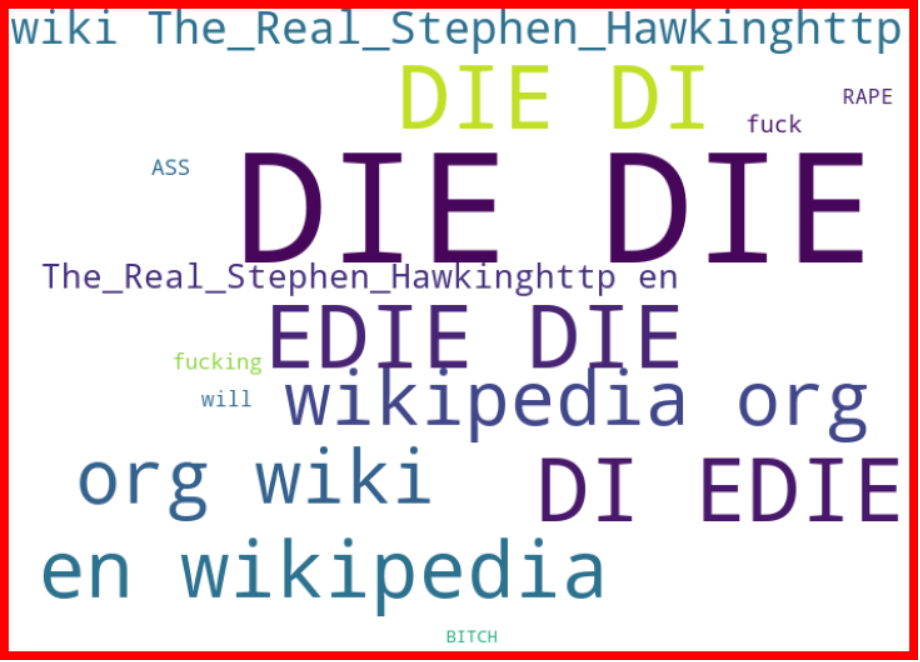 wiki The_Real_Stephen_Hawkinghttp
DIE DI
RAPE
fuck
ASS
DIE DIE
The_Real_Stephen_Hawkinghttp en
EDIE DIE
fucking
will
wikipedia org
org wiki
DI EDIE
en wikipedia
BITCH